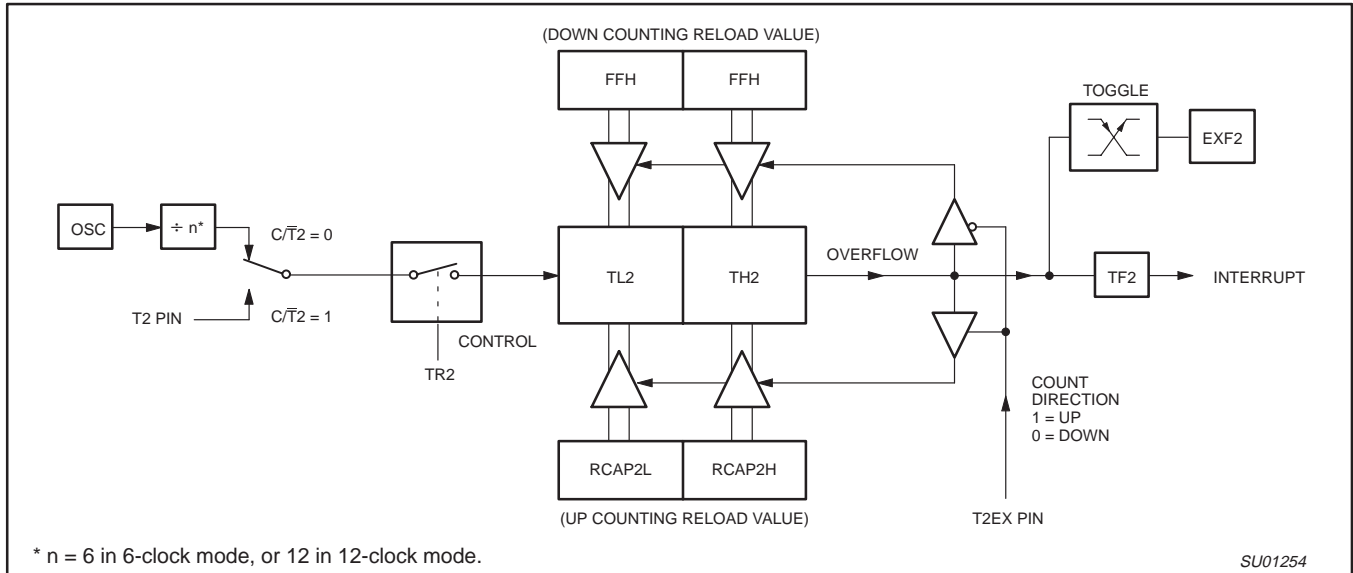 (DOWN COUNTING RELOAD VALUE)
FFH
FFH
TOGGLE
EXF2
OSC
÷ n*
C/T̅2 = 0
T2 PIN
C/T̅2 = 1
CONTROL
TR2
TL2
TH2
OVERFLOW
TF2
INTERRUPT
COUNT
DIRECTION
1 = UP
0 = DOWN
RCAP2L
RCAP2H
(UP COUNTING RELOAD VALUE)
T2EX PIN
* n = 6 in 6-clock mode, or 12 in 12-clock mode.
SU01254